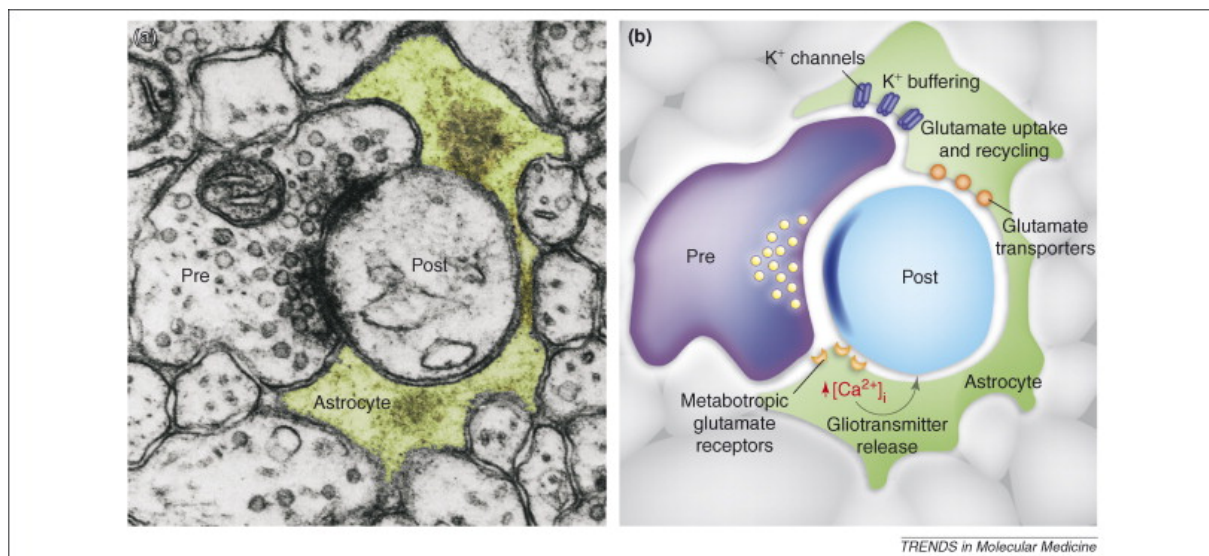 (a)
Pre
Post
Astrocyte
(b)
K⁺ channels
K⁺ buffering
Glutamate uptake
and recycling
Glutamate
transporters
Pre
Post
Metabotropic
glutamate
receptors
[Ca²⁺]ᵢ
Gliotransmitter
release
Astrocyte
TRENDS in Molecular Medicine